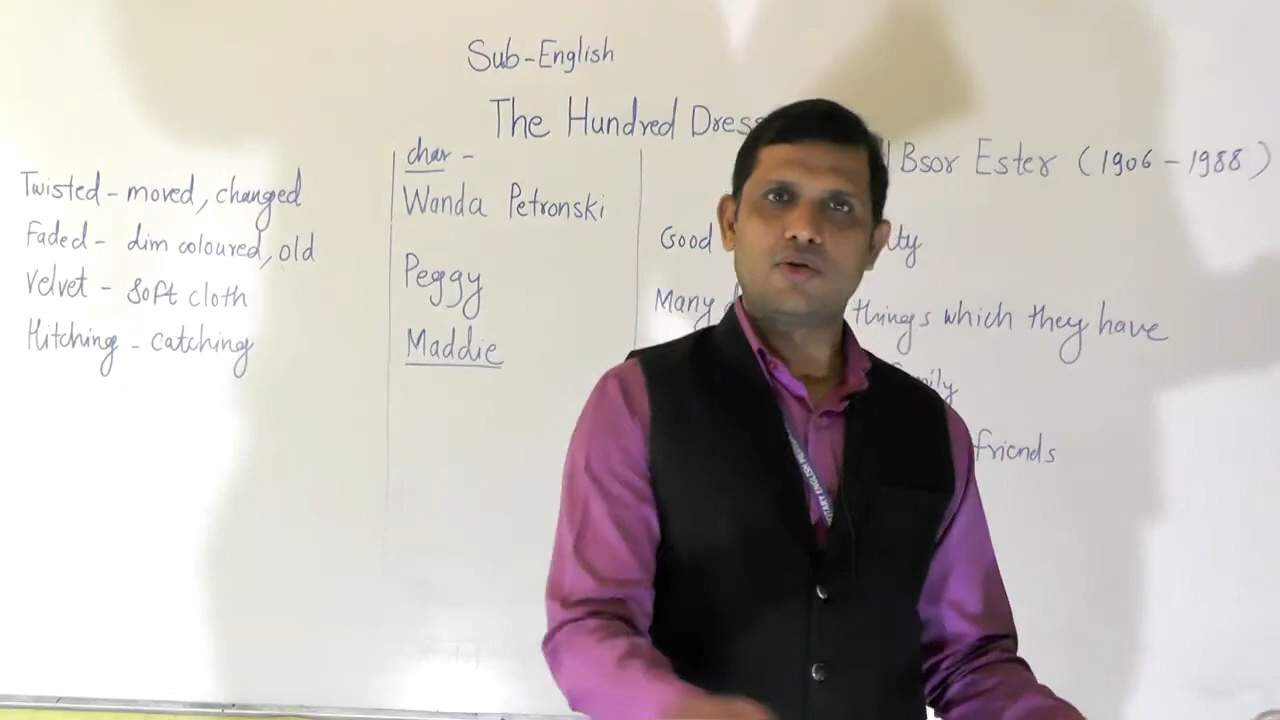 Sub-English
The Hundred Dress
Bsor Ester (1906-1988)
Twisted - moved, changed
Faded - dim coloured, old
Velvet - soft cloth
Hitching - catching
char -
Wanda Petronski
Peggy
Maddie
Good
Many things which they have
friends